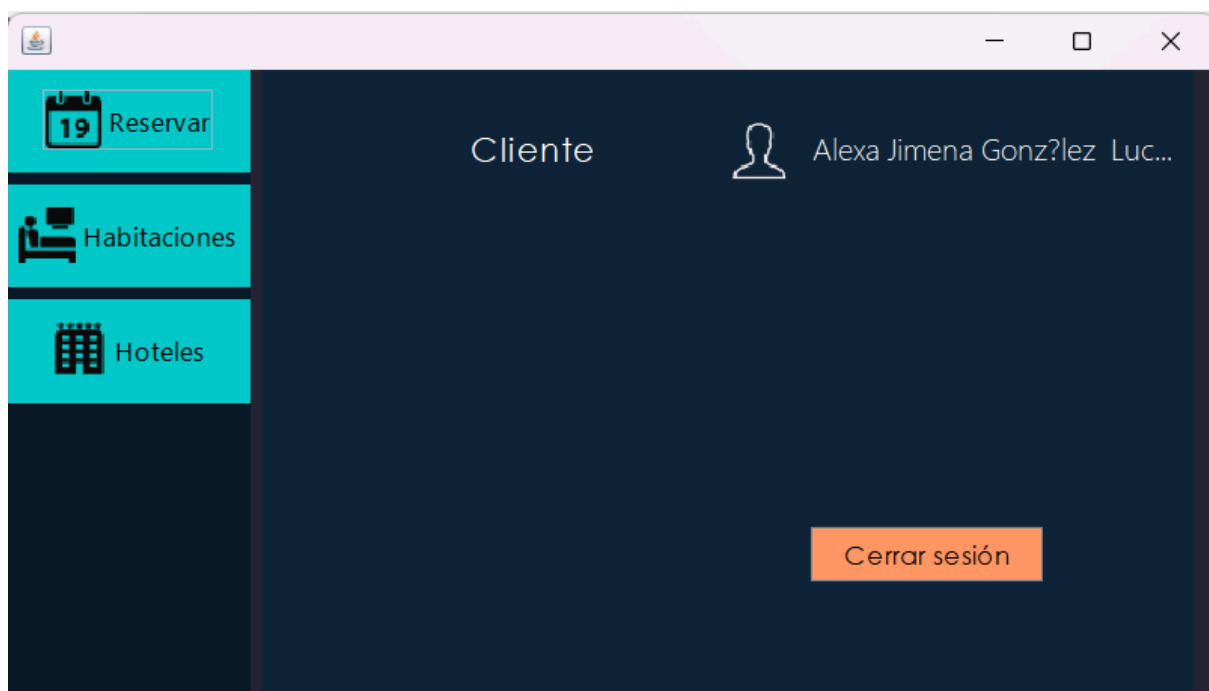 19 Reservar
Habitaciones
Hoteles
Cliente
Alexa Jimena Gonz?lez Luc...
Cerrar sesión